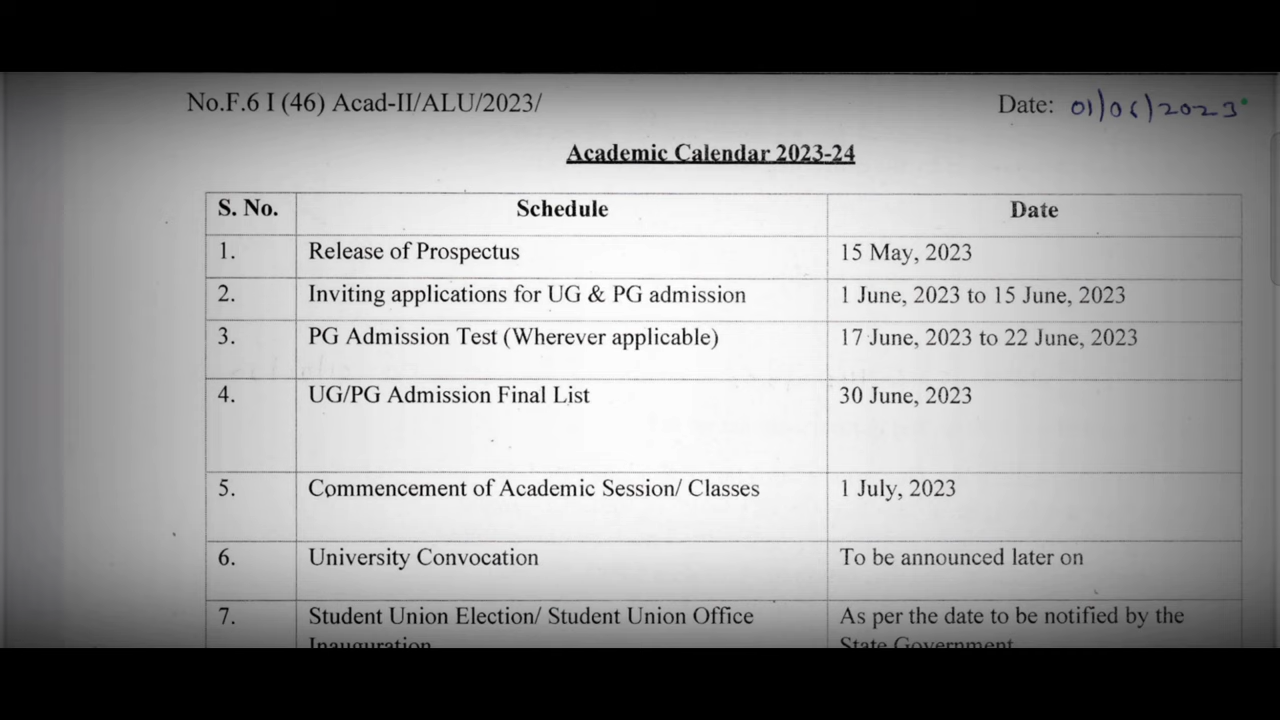 No.F.6 I (46) Acad-II/ALU/2023/ Date: 01/06/2023
Academic Calendar 2023-24
S. No. Schedule Date
1. Release of Prospectus 15 May, 2023
2. Inviting applications for UG & PG admission 1 June, 2023 to 15 June, 2023
3. PG Admission Test (Wherever applicable) 17 June, 2023 to 22 June, 2023
4. UG/PG Admission Final List 30 June, 2023
5. Commencement of Academic Session/ Classes 1 July, 2023
6. University Convocation To be announced later on
7. Student Union Election/ Student Union Office As per the date to be notified by the
Inauguration State Government